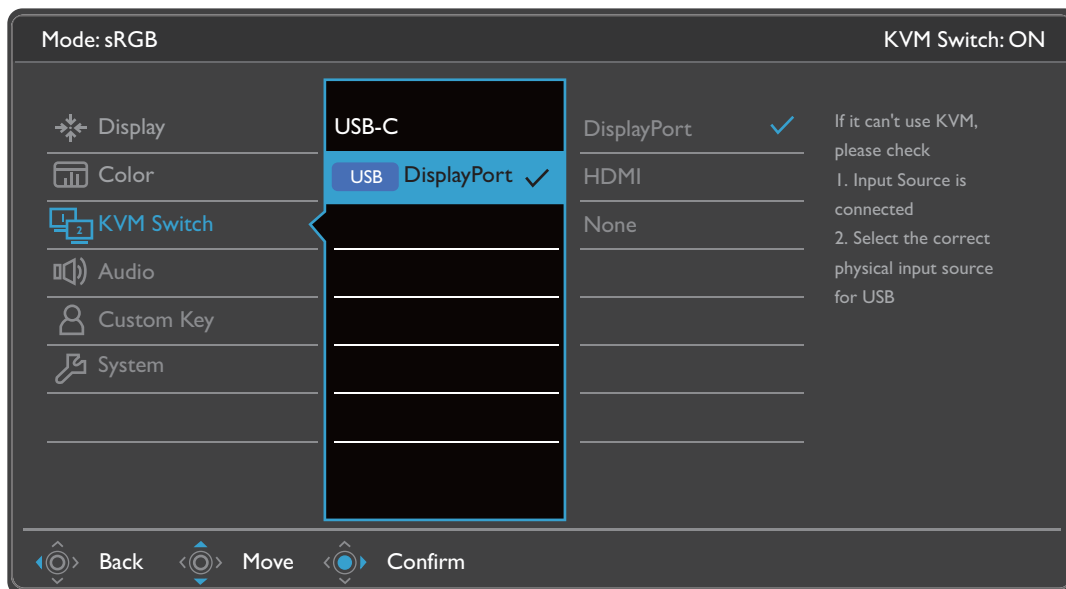 Mode: sRGB
KVM Switch: ON
Display
Color
1
2
KVM Switch
Audio
Custom Key
System
USB-C
USB DisplayPort
DisplayPort
HDMI
None
If it can't use KVM,
please check
1. Input Source is
connected
2. Select the correct
physical input source
for USB
Back
Move
Confirm